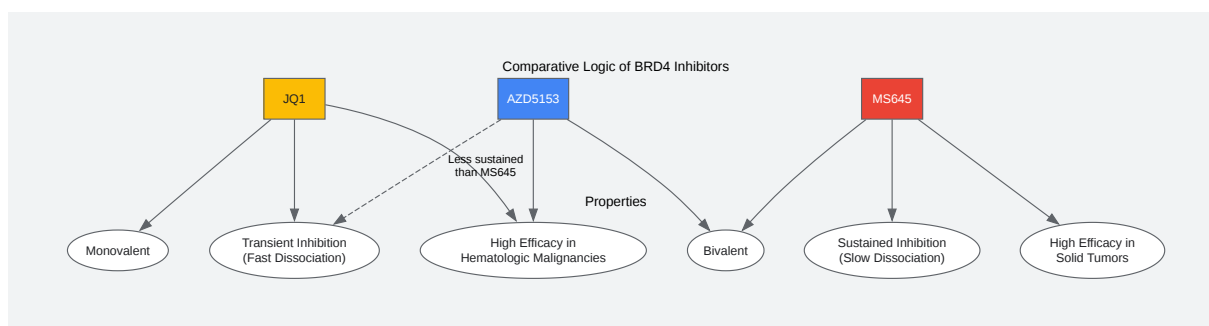 Comparative Logic of BRD4 Inhibitors
JQ1
AZD5153
MS645
Less sustained
than MS645
Properties
Monovalent
Transient Inhibition
(Fast Dissociation)
High Efficacy in
Hematologic Malignancies
Bivalent
Sustained Inhibition
(Slow Dissociation)
High Efficacy in
Solid Tumors